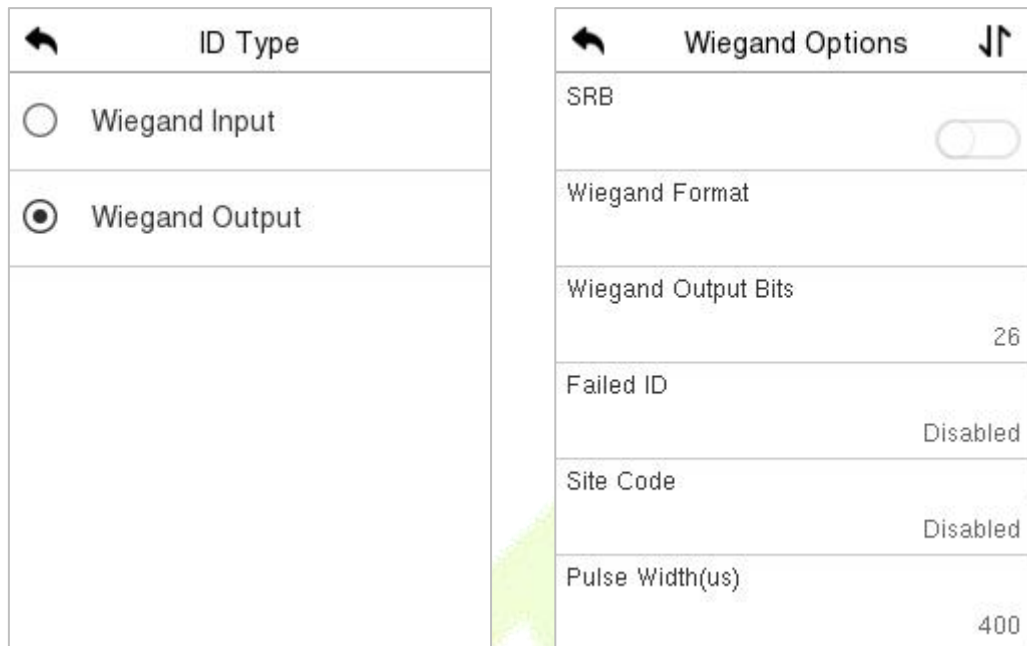 ID Type
Wiegand Input
Wiegand Output
Wiegand Options
SRB
Wiegand Format
Wiegand Output Bits
26
Failed ID
Disabled
Site Code
Disabled
Pulse Width(us)
400